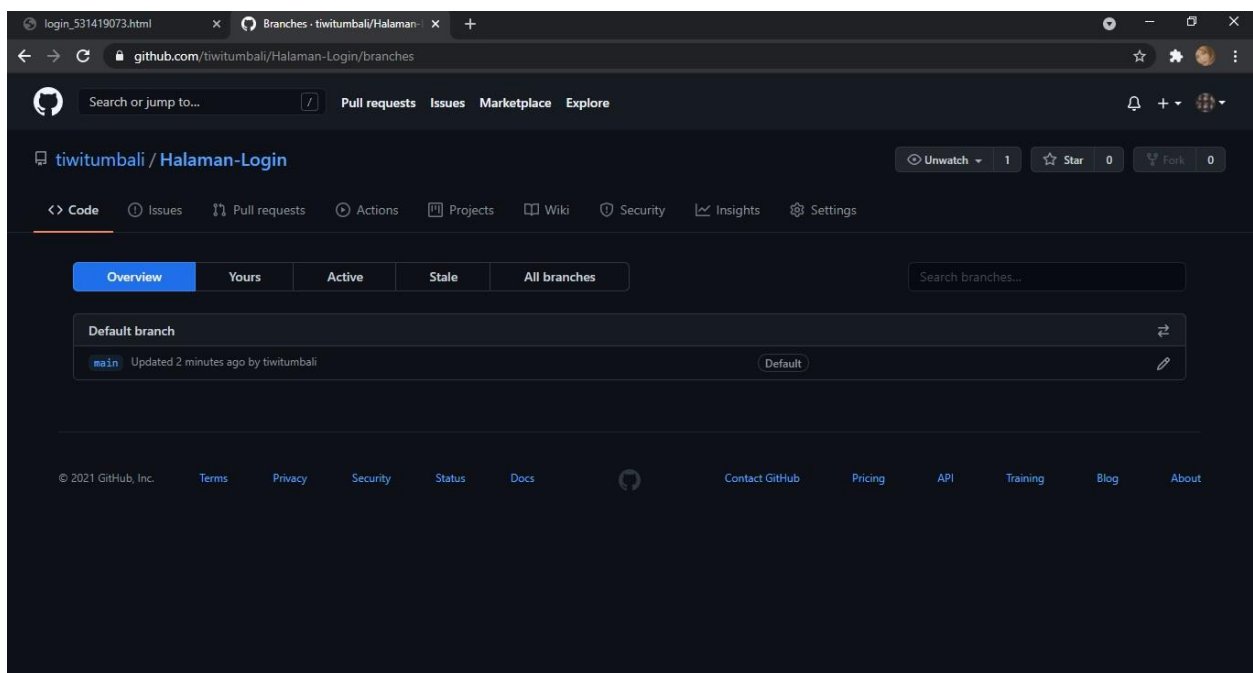 login_531419073.html Branches · tiwitumbali/Halaman-
github.com/tiwitumbali/Halaman-Login/branches
Search or jump to... / Pull requests Issues Marketplace Explore
tiwitumbali / Halaman-Login Unwatch 1 Star 0 Fork 0
<> Code Issues Pull requests Actions Projects Wiki Security Insights Settings
Overview Yours Active Stale All branches Search branches...
Default branch
main Updated 2 minutes ago by tiwitumbali Default
© 2021 GitHub, Inc. Terms Privacy Security Status Docs Contact GitHub Pricing API Training Blog About